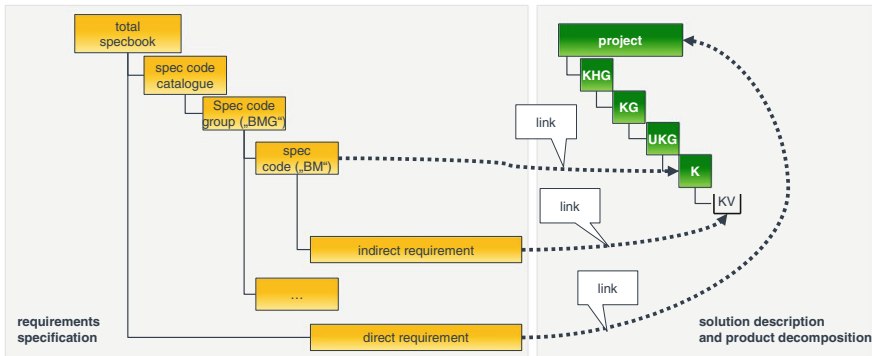 total
specbook
spec code
catalogue
Spec code
group („BMG“)
spec
code („BM“)
indirect requirement
...
direct requirement
requirements
specification
project
KHG
KG
UKG
K
KV
link
link
link
solution description
and product decomposition